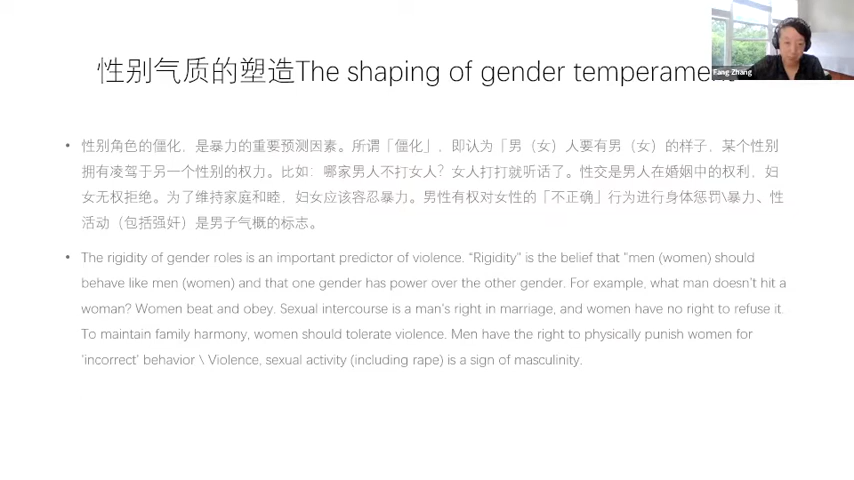 性别气质的塑造The shaping of gender temperament
Fang Zhang
• 性别角色的僵化，是暴力的重要预测因素。所谓「僵化」，即认为「男（女）人要有男（女）的样子，某个性别
拥有凌驾于另一个性别的权力。比如：哪家男人不打女人？女人打打就听话了。性交是男人在婚姻中的权利，妇
女无权拒绝。为了维持家庭和睦，妇女应该容忍暴力。男性有权对女性的「不正确」行为进行身体惩罚\暴力、性
活动（包括强奸）是男子气概的标志。
• The rigidity of gender roles is an important predictor of violence. “Rigidity” is the belief that “men (women) should
behave like men (women) and that one gender has power over the other gender. For example, what man doesn’t hit a
woman? Women beat and obey. Sexual intercourse is a man’s right in marriage, and women have no right to refuse it.
To maintain family harmony, women should tolerate violence. Men have the right to physically punish women for
‘incorrect’ behavior \ Violence, sexual activity (including rape) is a sign of masculinity.